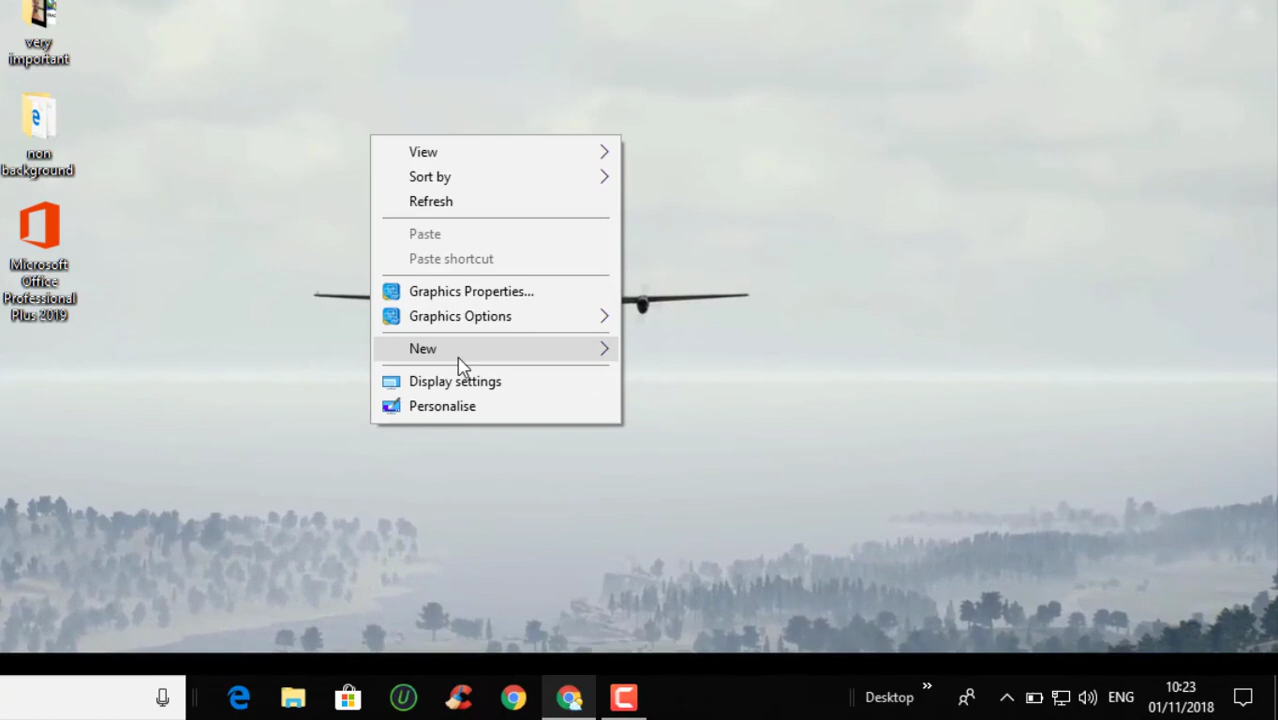 very
important
non
background
Microsoft
Office
Professional
Plus 2019
View
Sort by
Refresh
Paste
Paste shortcut
Graphics Properties...
Graphics Options
New
Display settings
Personalise
Desktop
ENG
10:23
01/11/2018